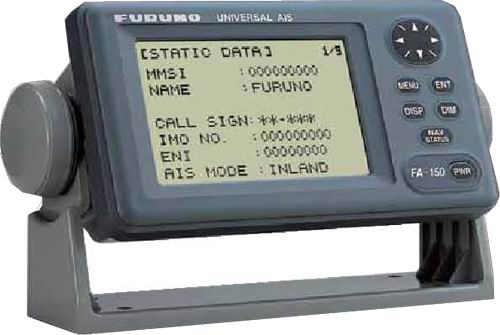 FURUNO UNIVERSAL AIS
[STATIC DATA] 1/5
MMSI :000000000
NAME :FURUNO
CALL SIGN:**-***
IMO NO. :000000000
ENI :00000000
AIS MODE :INLAND
MENU ENT
DISP DIM
NAV STATUS
FA-150 PWR